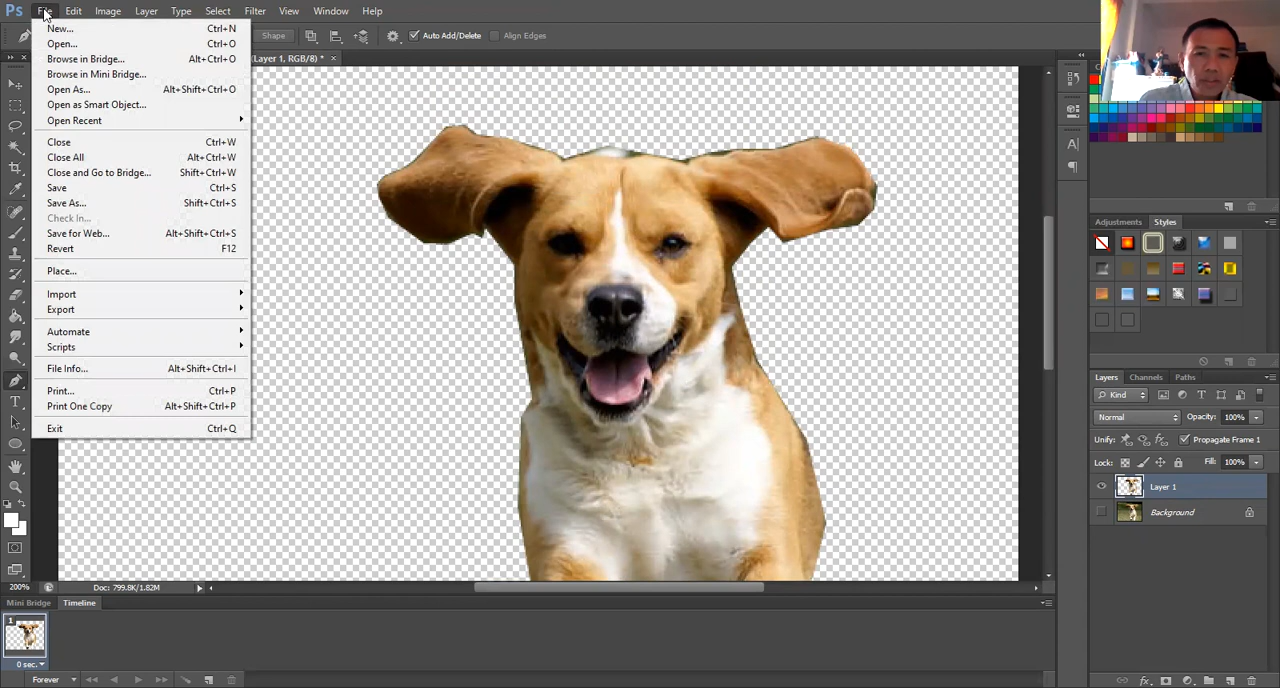 Ps File Edit Image Layer Type Select Filter View Window Help
Shape Auto Add/Delete Align Edges
(Layer 1, RGB/8) * ×
New... Ctrl+N
Open... Ctrl+O
Browse in Bridge... Alt+Ctrl+O
Browse in Mini Bridge...
Open As... Alt+Shift+Ctrl+O
Open as Smart Object...
Open Recent
Close Ctrl+W
Close All Alt+Ctrl+W
Close and Go to Bridge... Shift+Ctrl+W
Save Ctrl+S
Save As... Shift+Ctrl+S
Check In...
Save for Web... Alt+Shift+Ctrl+S
Revert F12
Place...
Import
Export
Automate
Scripts
File Info... Alt+Shift+Ctrl+I
Print... Ctrl+P
Print One Copy Alt+Shift+Ctrl+P
Exit Ctrl+Q
Adjustments Styles
Layers Channels Paths
Kind
Normal Opacity: 100%
Unify: Propagate Frame 1
Lock: Fill: 100%
Layer 1
Background
200% Doc: 799.8K/1.82M
Mini Bridge Timeline
1
0 sec.
Forever